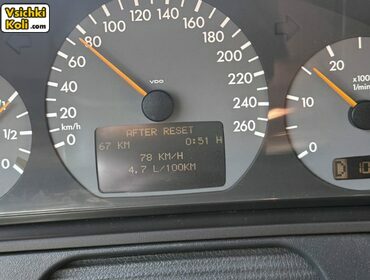 Vsichki
Koli.com
80
60
40
20
km/h
0
100
120
140
160
180
200
220
240
260
VDO
AFTER RESET
67 KM 0:51 H
78 KM/H
4.7 L/100KM
1/2
0
10
20
30
x100
1/min
0